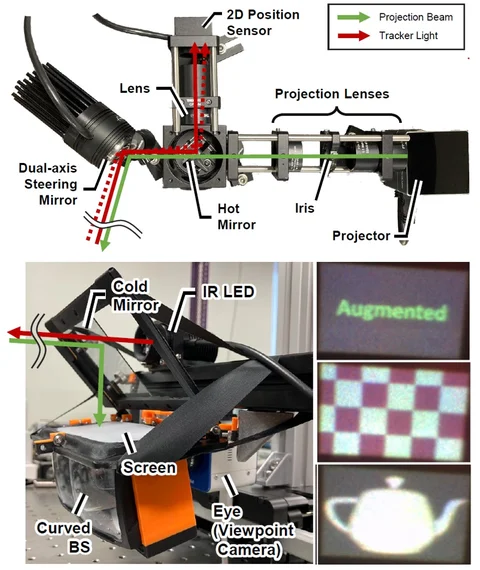 2D Position
Sensor
Projection Beam
Tracker Light
Lens
Projection Lenses
Dual-axis
Steering
Mirror
Hot
Mirror
Iris
Projector
Cold
Mirror
IR LED
Screen
Curved
BS
Eye
(Viewpoint
Camera)
Augmented